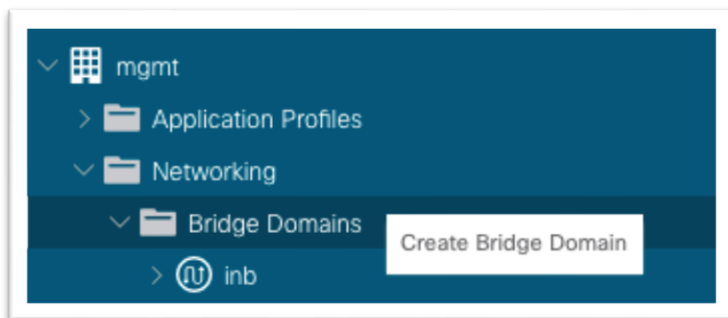 mgmt
Application Profiles
Networking
Bridge Domains
Create Bridge Domain
inb